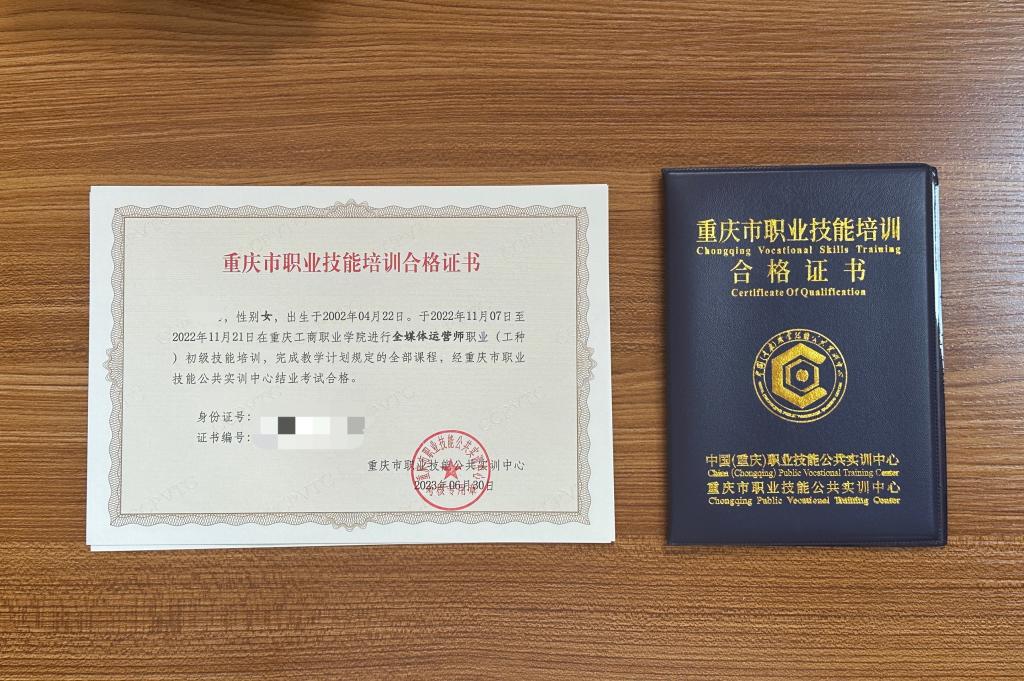 重庆市职业技能培训合格证书
，性别女，出生于2002年04月22日。于2022年11月07日至
2022年11月21日在重庆工商职业学院进行全媒体运营师职业（工种
）初级技能培训，完成教学计划规定的全部课程，经重庆市职业
技能公共实训中心结业考试合格。
身份证号：
证书编号：
重庆市职业技能公共实训中心
2023年06月30日
重庆市职业技能培训
Chongqing Vocational Skills Training
合格证书
Certificate Of Qualification
中国(重庆)职业技能公共实训中心
China (Chongqing) Public Vocational Training Center
重庆市职业技能公共实训中心
Chongqing Public Vocational Training Center